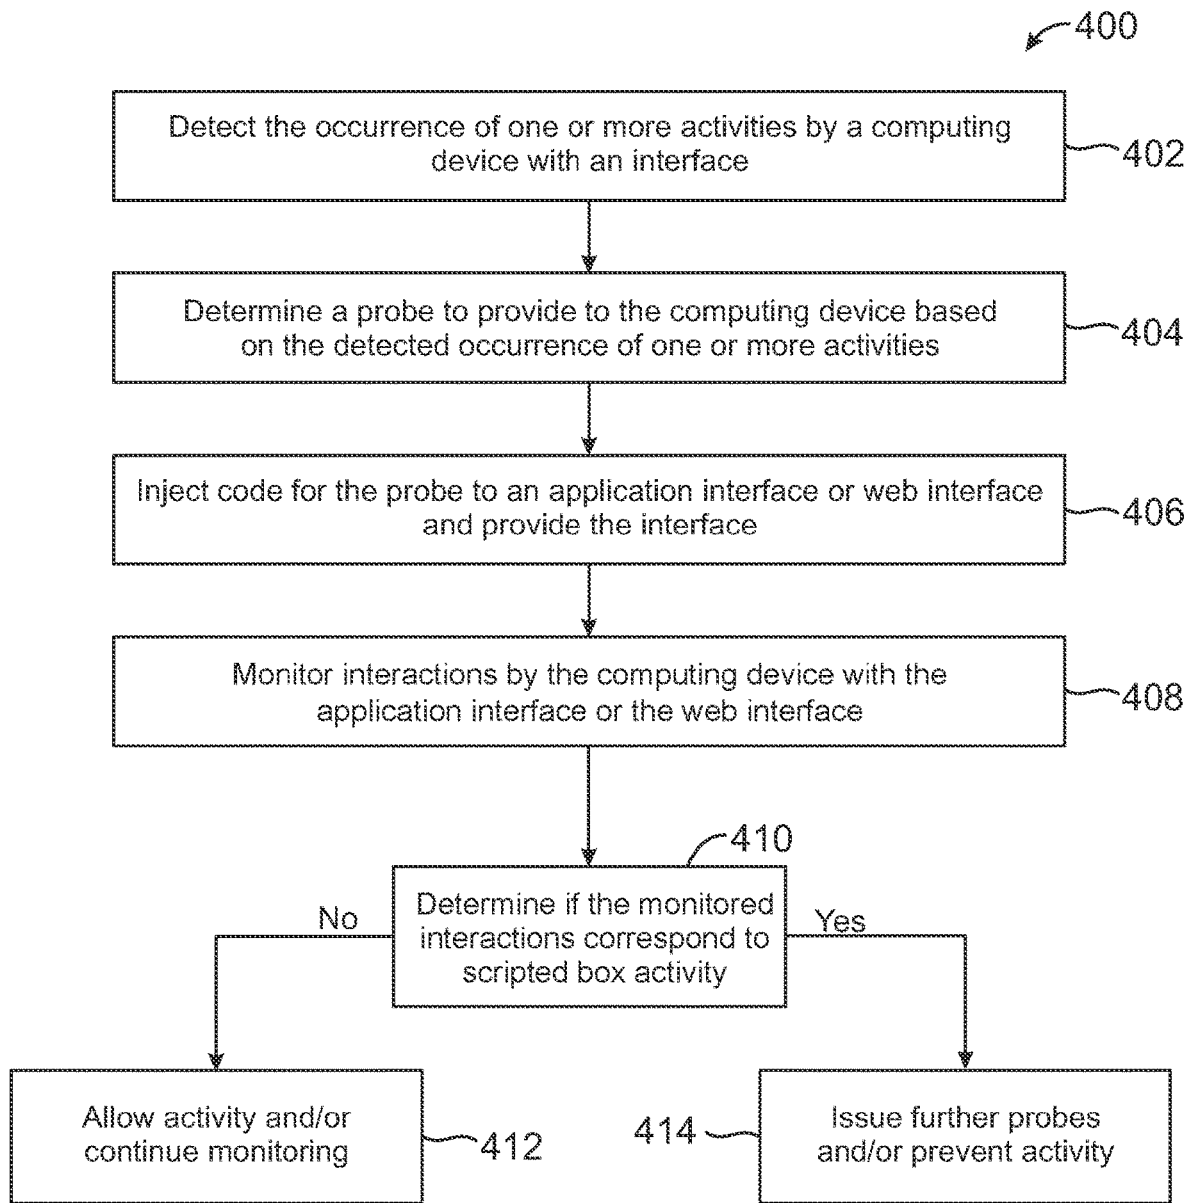 400
Detect the occurrence of one or more activities by a computing
device with an interface
402
Determine a probe to provide to the computing device based
on the detected occurrence of one or more activities
404
Inject code for the probe to an application interface or web interface
and provide the interface
406
Monitor interactions by the computing device with the
application interface or the web interface
408
410
Determine if the monitored
interactions correspond to
scripted box activity
No
Yes
Allow activity and/or
continue monitoring
412
414
Issue further probes
and/or prevent activity